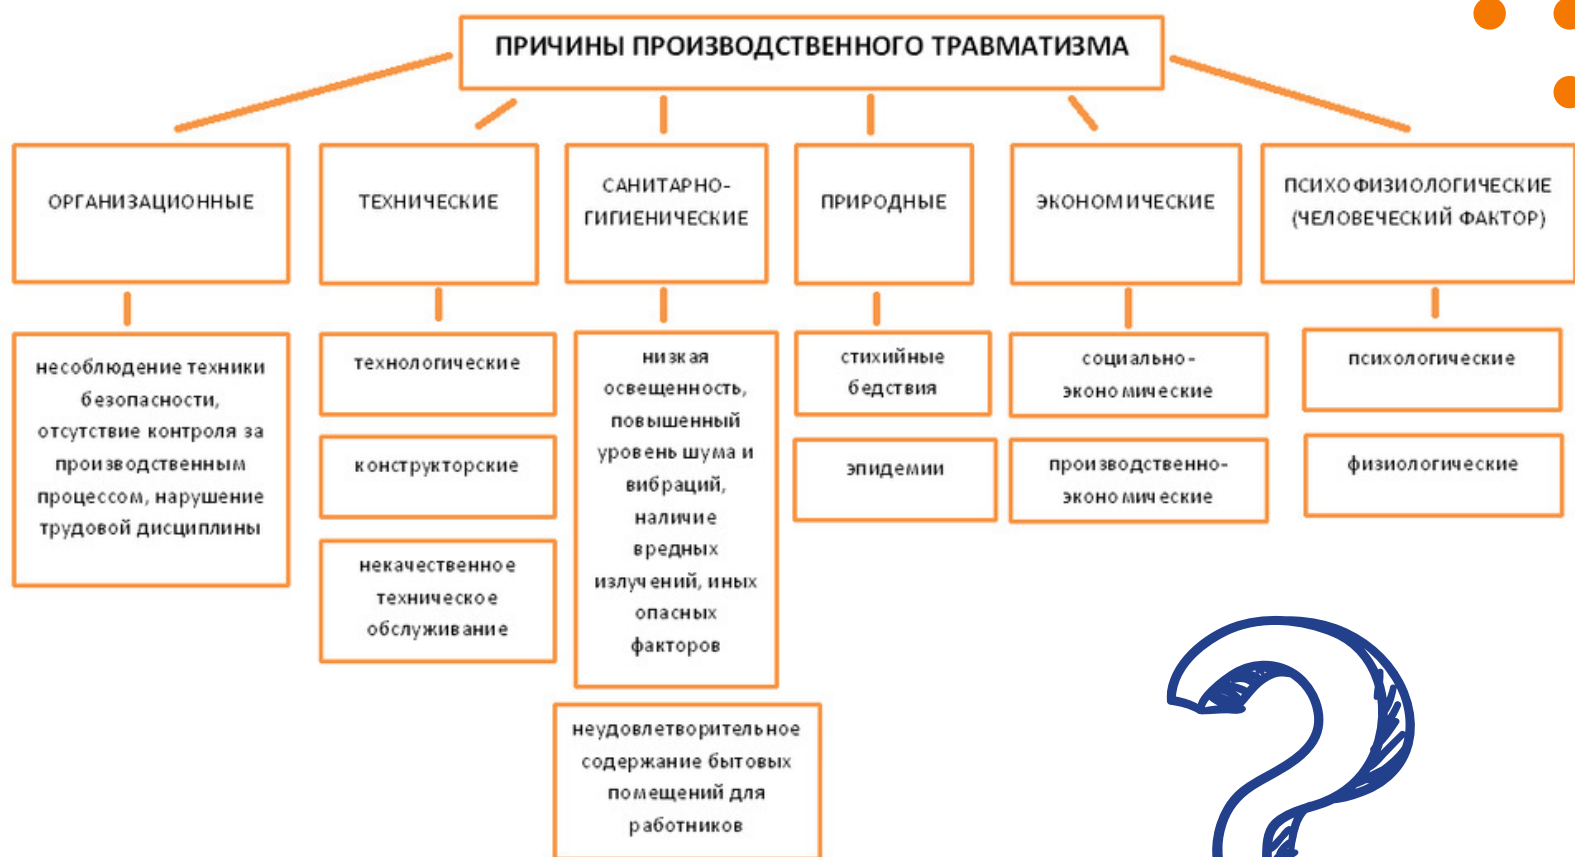 ПРИЧИНЫ ПРОИЗВОДСТВЕННОГО ТРАВМАТИЗМА
ОРГАНИЗАЦИОННЫЕ
ТЕХНИЧЕСКИЕ
САНИТАРНО-
ГИГИЕНИЧЕСКИЕ
ПРИРОДНЫЕ
ЭКОНОМИЧЕСКИЕ
ПСИХОФИЗИОЛОГИЧЕСКИЕ
(ЧЕЛОВЕЧЕСКИЙ ФАКТОР)
несоблюдение техники
безопасности,
отсутствие контроля за
производственным
процессом, нарушение
трудовой дисциплины
технологические
конструкторские
некачественное
техническое
обслуживание
низкая
освещенность,
повышенный
уровень шума и
вибраций,
наличие
вредных
излучений, иных
опасных
факторов
неудовлетворительное
содержание бытовых
помещений для
работников
стихийные
бедствия
эпидемии
социально-
экономические
производственно-
экономические
психологические
физиологические
?